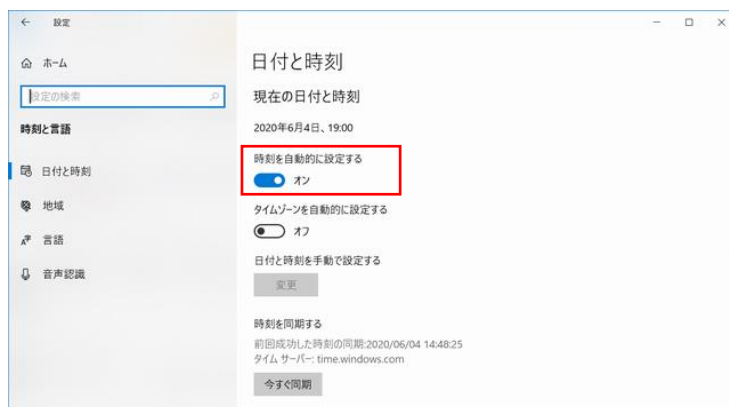 設定
ホーム
設定の検索
時刻と言語
日付と時刻
地域
言語
音声認識
日付と時刻
現在の日付と時刻
2020年6月4日、19:00
時刻を自動的に設定する
オン
タイムゾーンを自動的に設定する
オフ
日付と時刻を手動で設定する
変更
時刻を同期する
前回成功した時刻の同期:2020/06/04 14:48:25
タイム サーバー: time.windows.com
今すぐ同期